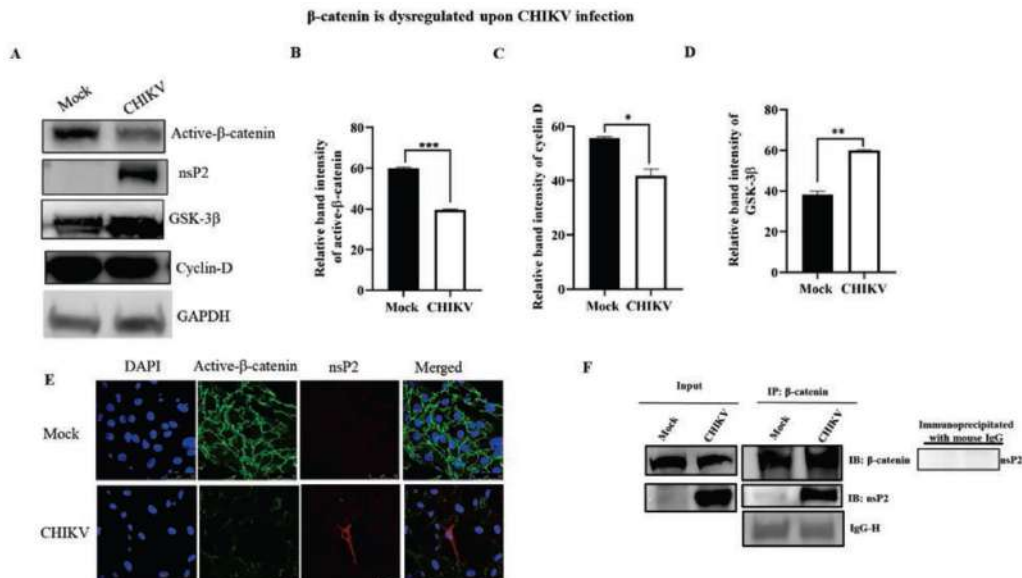 β-catenin is dysregulated upon CHIKV infection
A
Mock
CHIKV
Active-β-catenin
nsP2
GSK-3β
Cyclin-D
GAPDH
B
Relative band intensity
of active-β-catenin
80
60
40
20
0
***
Mock CHIKV
C
Relative band intensity of cyclin D
60
40
20
0
*
Mock CHIKV
D
Relative band intensity of
GSK-3β
80
60
40
20
0
**
Mock CHIKV
E
DAPI Active-β-catenin nsP2 Merged
Mock
CHIKV
F
Input
IP: β-catenin
Mock
CHIKV
Mock
CHIKV
IB: β-catenin
IB: nsP2
IgG-H
Immunoprecipitated
with mouse IgG
nsP2